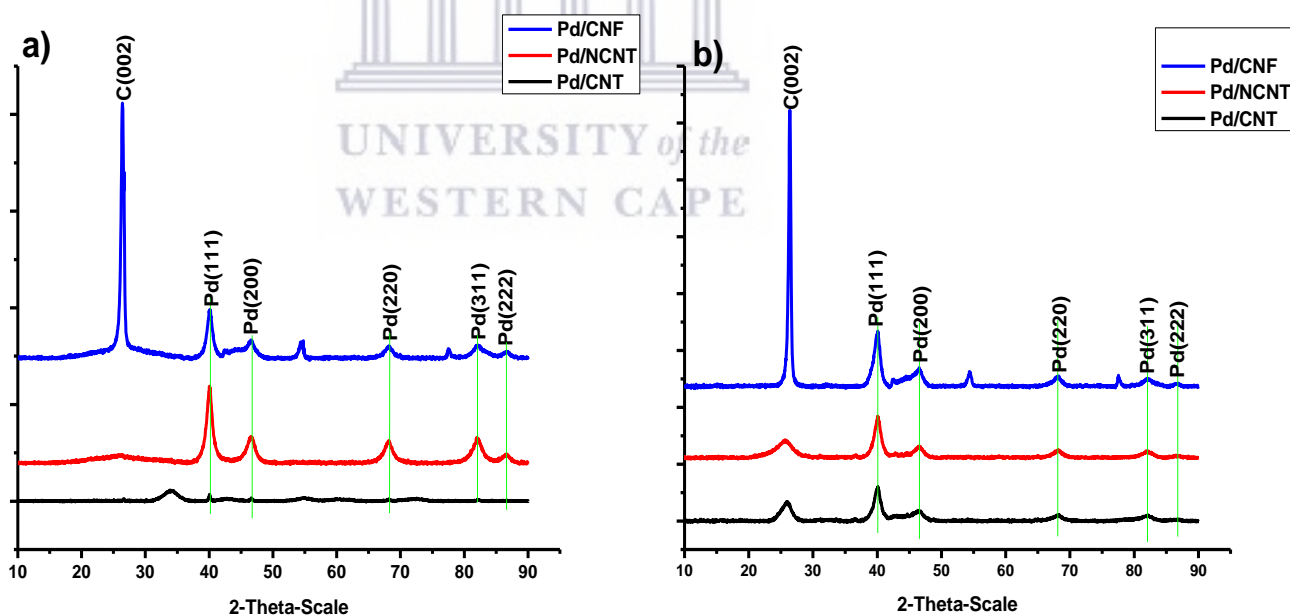 a)
Pd/CNF
Pd/NCNT
Pd/CNT
C(002)
Pd(111)
Pd(200)
Pd(220)
Pd(311)
Pd(222)
10 20 30 40 50 60 70 80 90
2-Theta-Scale
UNIVERSITY of the
WESTERN CAPE
b)
Pd/CNF
Pd/NCNT
Pd/CNT
C(002)
Pd(111)
Pd(200)
Pd(220)
Pd(311)
Pd(222)
10 20 30 40 50 60 70 80 90
2-Theta-Scale